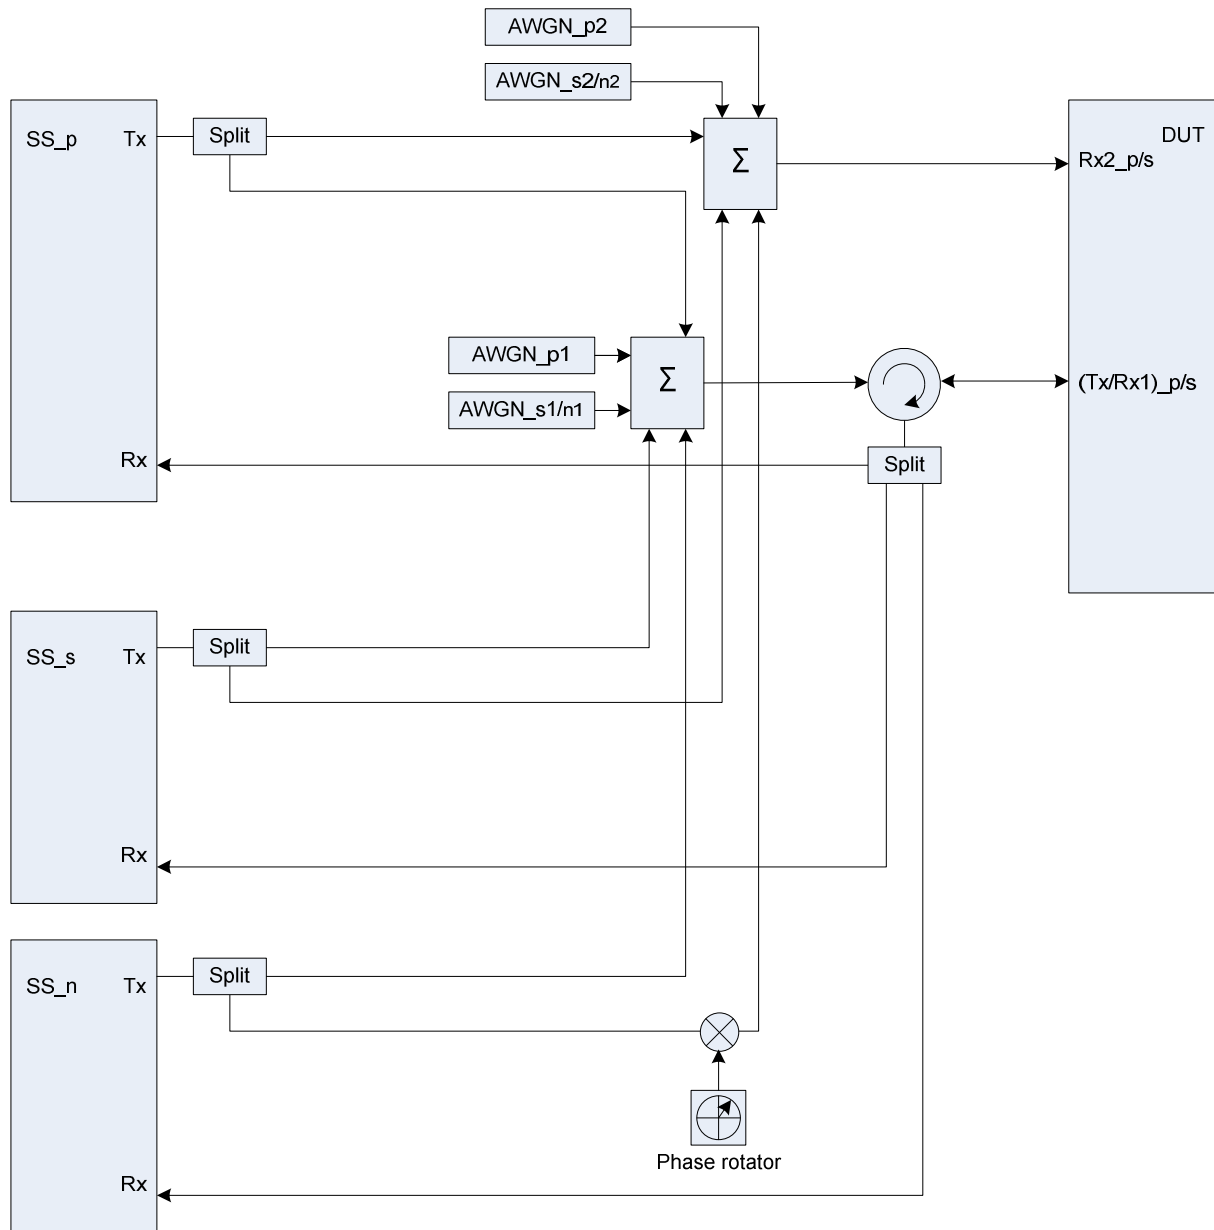 AWGN_p2
AWGN_s2/n2
SS_p
Tx
Split
Σ
DUT
Rx2_p/s
AWGN_p1
AWGN_s1/n1
Σ
(Tx/Rx1)_p/s
Rx
Split
SS_s
Tx
Split
Rx
SS_n
Tx
Split
Phase rotator
Rx